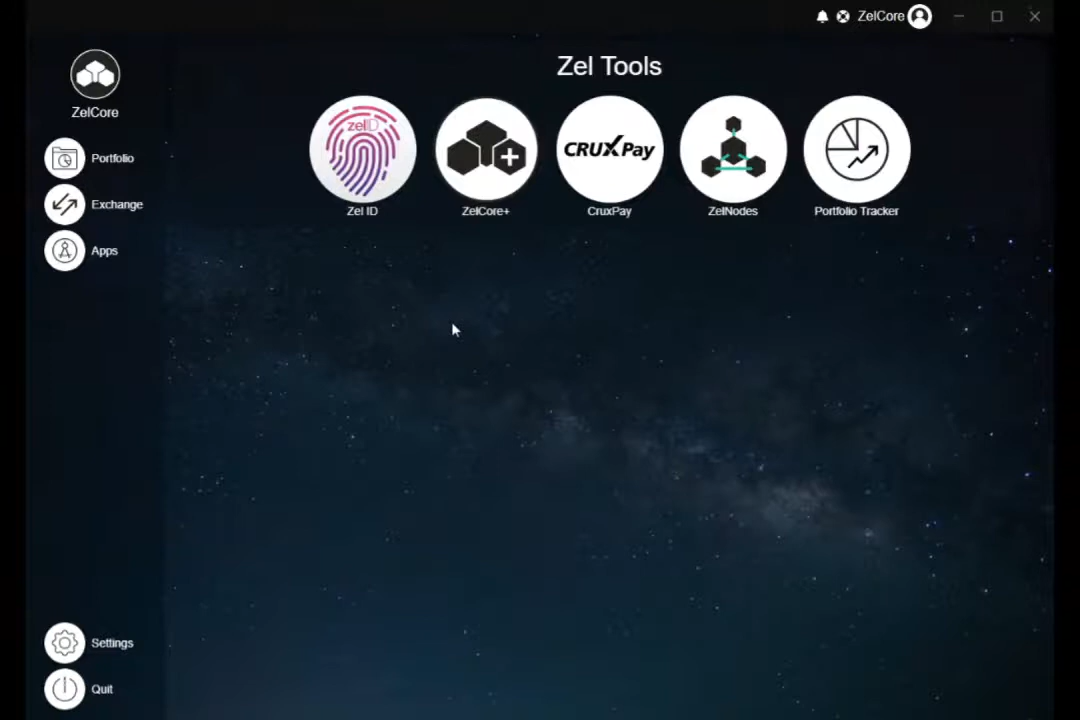 ZelCore
ZelCore
Portfolio
Exchange
Apps
Settings
Quit
Zel Tools
zelID
Zel ID
ZelCore+
CRUXPay
CruxPay
ZelNodes
Portfolio Tracker